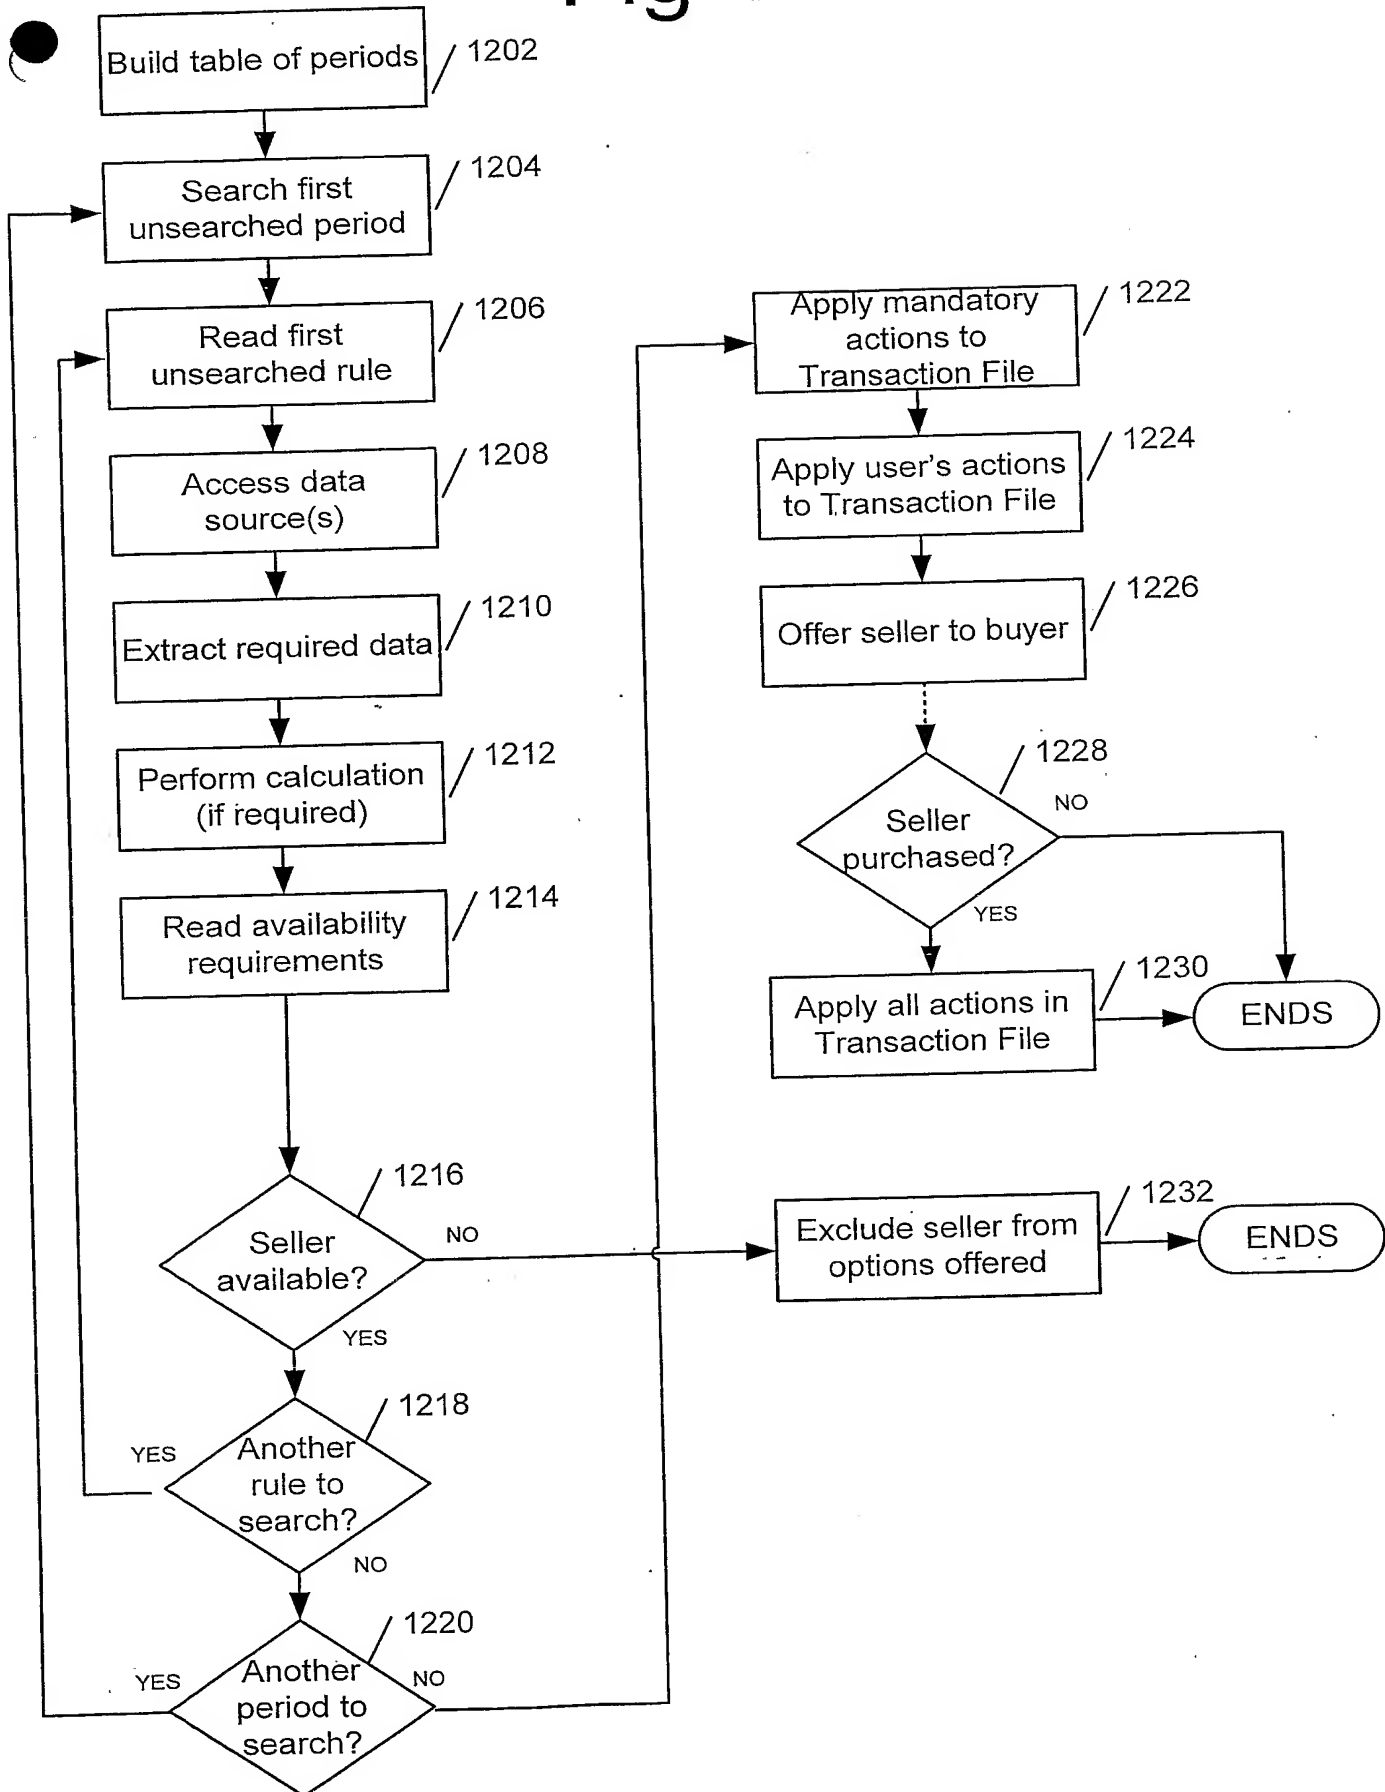 Fig
Build table of periods
1202
Search first
unsearched period
1204
Read first
unsearched rule
1206
Access data
source(s)
1208
Extract required data
1210
Perform calculation
(if required)
1212
Read availability
requirements
1214
Seller
available?
1216
NO
YES
Another
rule to
search?
1218
YES
NO
Another
period to
search?
1220
YES
NO
Apply mandatory
actions to
Transaction File
1222
Apply user's actions
to Transaction File
1224
Offer seller to buyer
1226
Seller
purchased?
1228
NO
YES
Apply all actions in
Transaction File
1230
ENDS
Exclude seller from
options offered
1232
ENDS